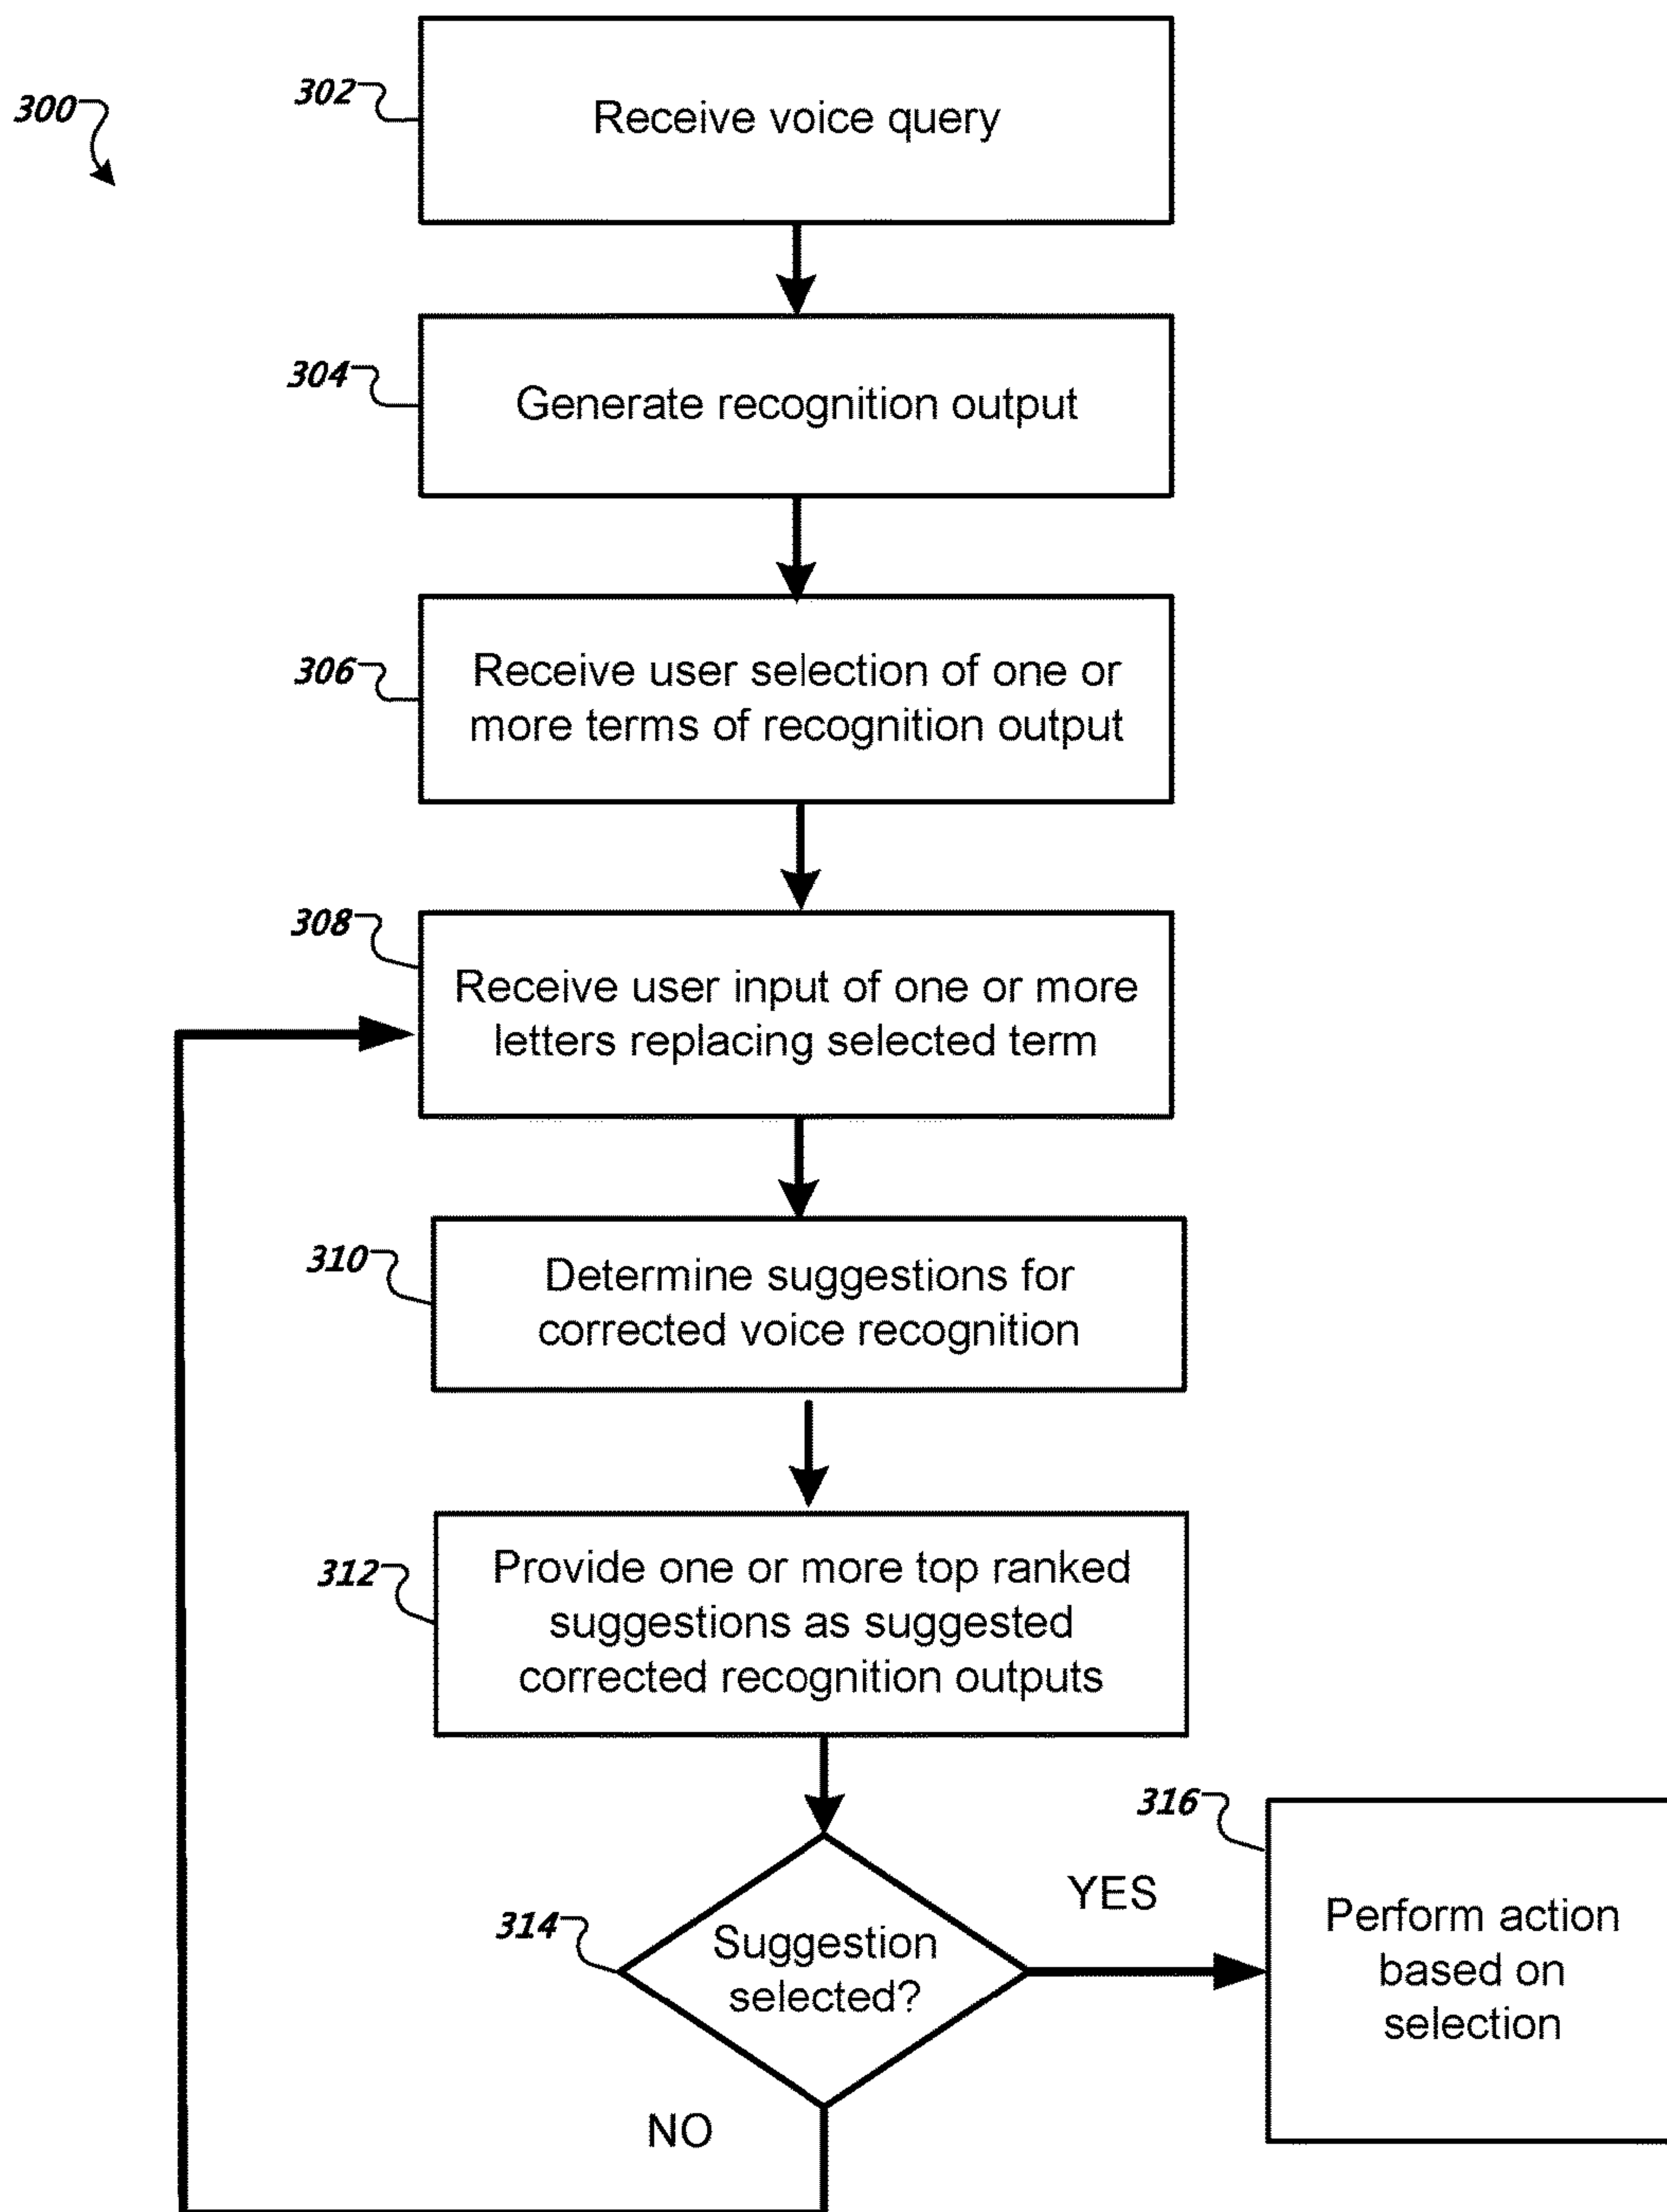 300
302
Receive voice query
304
Generate recognition output
306
Receive user selection of one or
more terms of recognition output
308
Receive user input of one or more
letters replacing selected term
310
Determine suggestions for
corrected voice recognition
312
Provide one or more top ranked
suggestions as suggested
corrected recognition outputs
314
Suggestion
selected?
YES
316
Perform action
based on
selection
NO